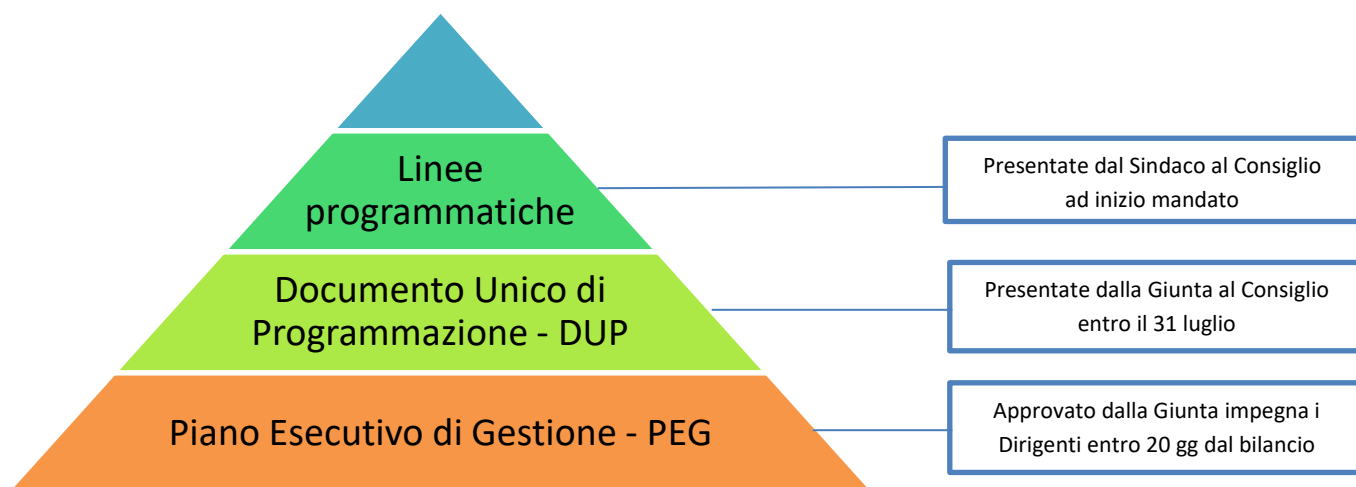 Linee
programmatiche
Presentate dal Sindaco al Consiglio
ad inizio mandato
Documento Unico di
Programmazione - DUP
Presentate dalla Giunta al Consiglio
entro il 31 luglio
Piano Esecutivo di Gestione - PEG
Approvato dalla Giunta impegna i
Dirigenti entro 20 gg dal bilancio